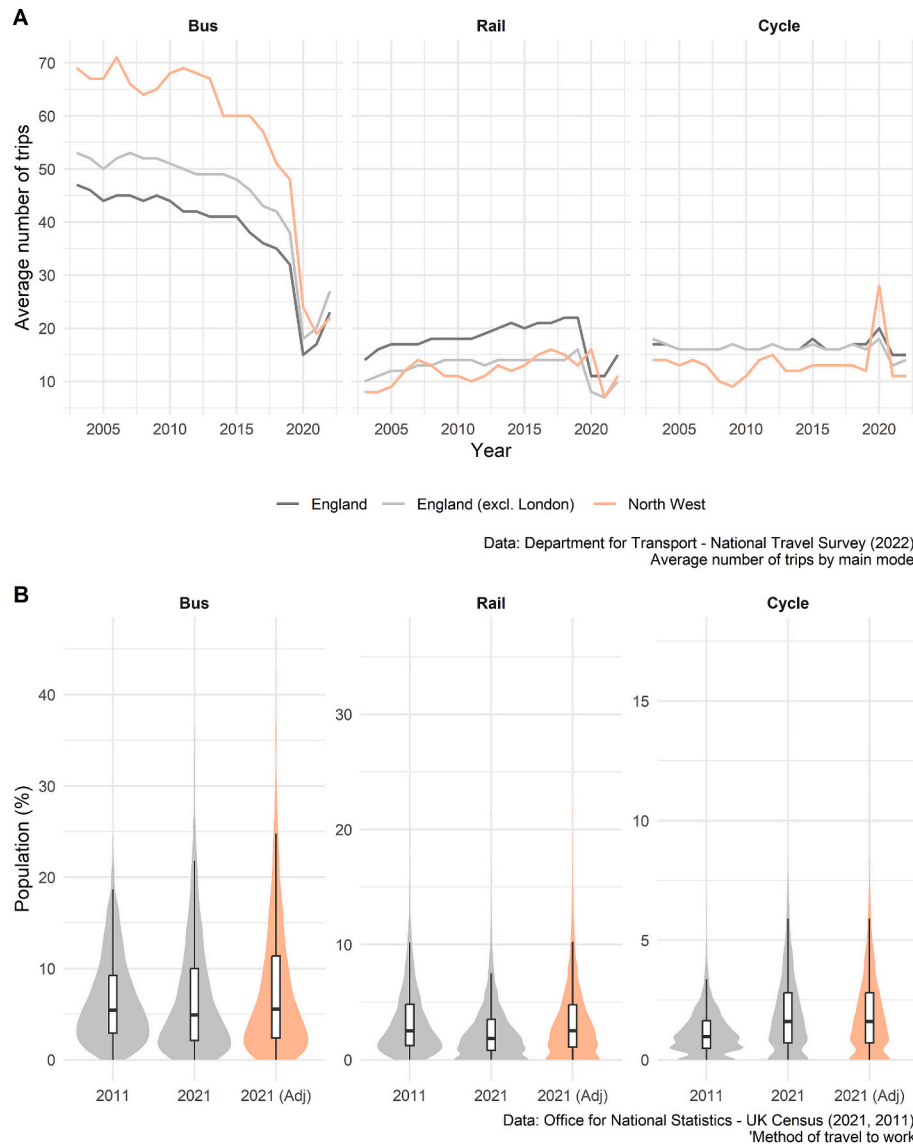 A
Bus Rail Cycle
Average number of trips
70
60
50
40
30
20
10
2005 2010 2015 2020 2005 2010 2015 2020 2005 2010 2015 2020
Year
England England (excl. London) North West
Data: Department for Transport - National Travel Survey (2022)
Average number of trips by main mode
B
Bus Rail Cycle
Population (%)
40
30
20
10
0
30
20
10
0
15
10
5
0
2011 2021 2021 (Adj) 2011 2021 2021 (Adj) 2011 2021 2021 (Adj)
Data: Office for National Statistics - UK Census (2021, 2011)
'Method of travel to work